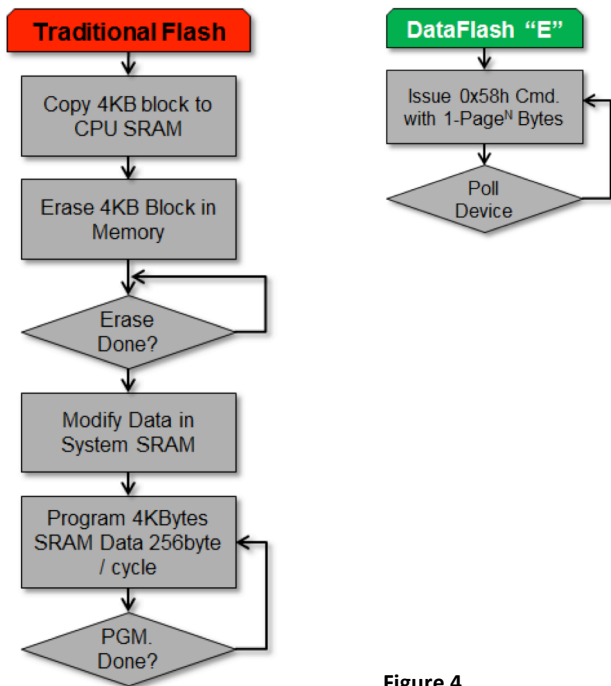 Traditional Flash
Copy 4KB block to
CPU SRAM
Erase 4KB Block in
Memory
Erase
Done?
Modify Data in
System SRAM
Program 4KBytes
SRAM Data 256byte
/ cycle
PGM.
Done?
DataFlash “E”
Issue 0x58h Cmd.
with 1-Pageᴺ Bytes
Poll
Device
Figure 4